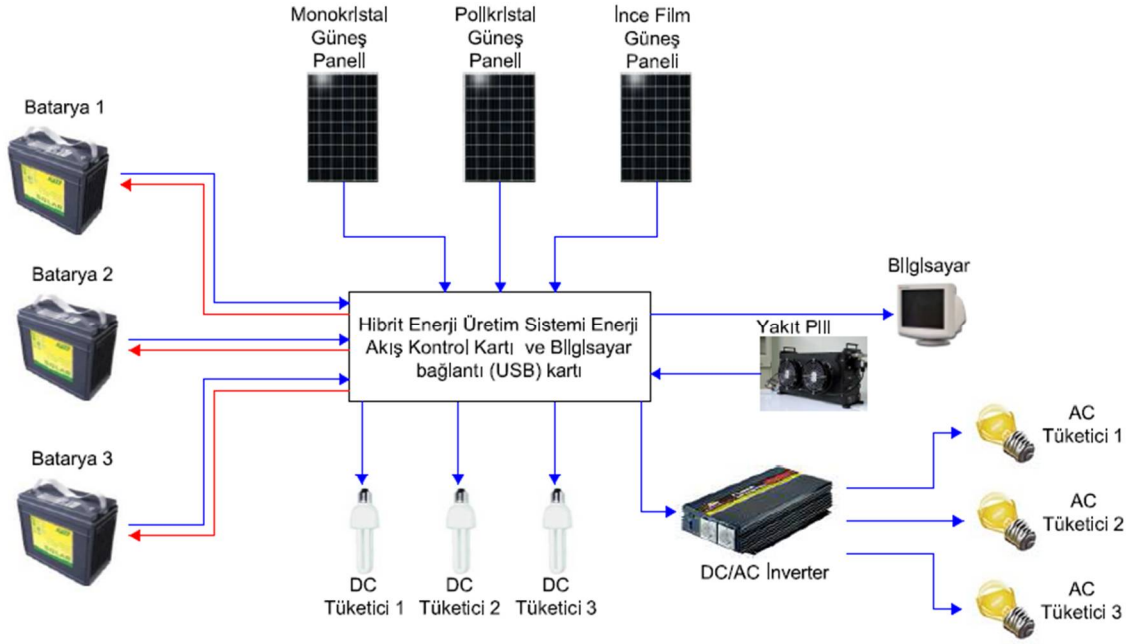 Monokristal
Güneş
Paneli
Polikristal
Güneş
Paneli
İnce Film
Güneş
Paneli
Batarya 1
Batarya 2
Batarya 3
Hibrit Enerji Üretim Sistemi Enerji
Akış Kontrol Kartı ve Bilgisayar
bağlantı (USB) kartı
Bilgisayar
Yakıt Pili
AC
Tüketici 1
AC
Tüketici 2
AC
Tüketici 3
DC/AC İnverter
DC
Tüketici 1
DC
Tüketici 2
DC
Tüketici 3